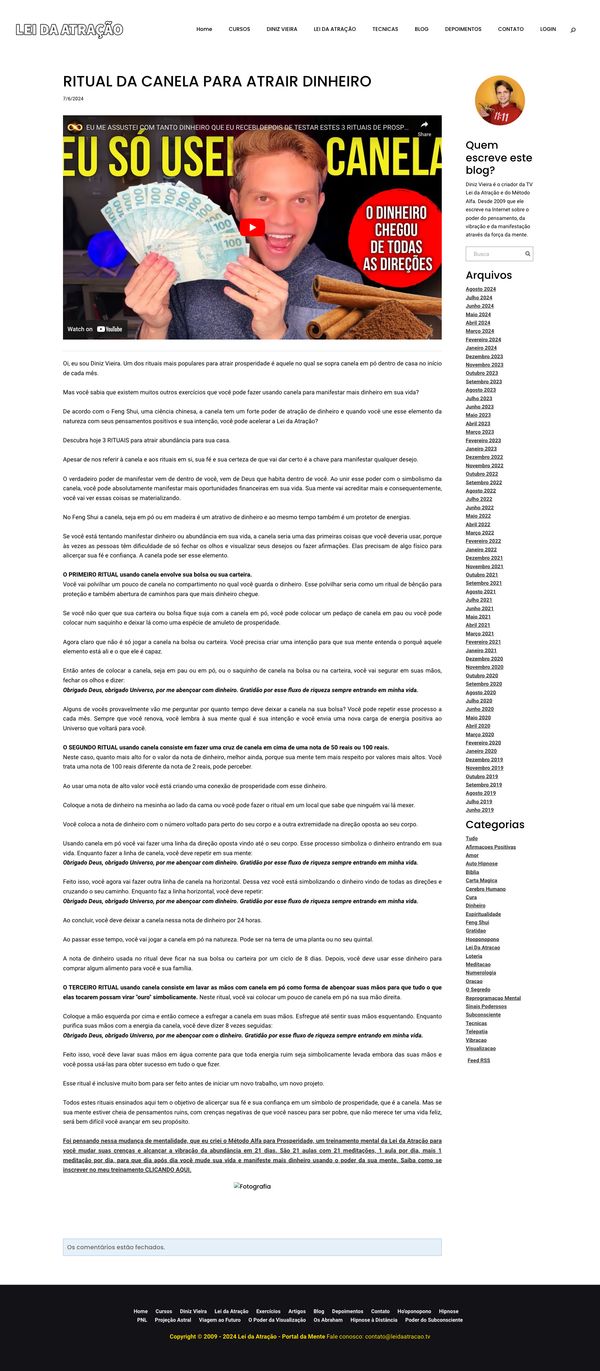 LEI DA ATRAÇÃO
Home CURSOS DINIZ VIEIRA LEI DA ATRAÇÃO TECNICAS BLOG DEPOIMENTOS CONTATO LOGIN
RITUAL DA CANELA PARA ATRAIR DINHEIRO
7/6/2024
EU ME ASSUSTEI COM TANTO DINHEIRO QUE EU RECEBI DEPOIS DE TESTAR ESTES 3 RITUAIS DE PROSP...
Share
EU SÓ USEI CANELA
O DINHEIRO
CHEGOU
DE TODAS
AS DIREÇÕES
Watch on YouTube
Oi, eu sou Diniz Vieira. Um dos rituais mais populares para atrair prosperidade é aquele no qual se sopra canela em pó dentro de casa no início
de cada mês.
Mas você sabia que existem muitos outros exercícios que você pode fazer usando canela para manifestar mais dinheiro em sua vida?
De acordo com o Feng Shui, uma ciência chinesa, a canela tem um forte poder de atração de dinheiro e quando você une esse elemento da
natureza com seus pensamentos positivos e sua intenção, você pode acelerar a Lei da Atração?
Descubra hoje 3 RITUAIS para atrair abundância para sua casa.
Apesar de nos referir à canela e aos rituais em si, sua fé e sua certeza de que vai dar certo é a chave para manifestar qualquer desejo.
O verdadeiro poder de manifestar vem de dentro de você, vem de Deus que habita dentro de você. Ao unir esse poder com o simbolismo da
canela, você pode absolutamente manifestar mais oportunidades financeiras em sua vida. Sua mente vai acreditar mais e consequentemente,
você vai ver essas coisas se materializando.
No Feng Shui a canela, seja em pó ou em madeira é um atrativo de dinheiro e ao mesmo tempo também é um protetor de energias.
Se você está tentando manifestar dinheiro ou abundância em sua vida, a canela seria uma das primeiras coisas que você deveria usar, porque
às vezes as pessoas têm dificuldade de só fechar os olhos e visualizar seus desejos ou fazer afirmações. Elas precisam de algo físico para
alicerçar sua fé e confiança. A canela pode ser esse elemento.
O PRIMEIRO RITUAL usando canela envolve sua bolsa ou sua carteira.
Você vai polvilhar um pouco de canela no compartimento no qual você guarda o dinheiro. Esse polvilhar seria como um ritual de bênção para
proteção e também abertura de caminhos para que mais dinheiro chegue.
Se você não quer que sua carteira ou bolsa fique suja com a canela em pó, você pode colocar um pedaço de canela em pau ou você pode
colocar num saquinho e deixar lá como uma espécie de amuleto de prosperidade.
Agora claro que não é só jogar a canela na bolsa ou carteira. Você precisa criar uma intenção para que sua mente entenda o porquê aquele
elemento está ali e o que ele é capaz.
Então antes de colocar a canela, seja em pau ou em pó, ou o saquinho de canela na bolsa ou na carteira, você vai segurar em suas mãos,
fechar os olhos e dizer:
Obrigado Deus, obrigado Universo, por me abençoar com dinheiro. Gratidão por esse fluxo de riqueza sempre entrando em minha vida.
Alguns de vocês provavelmente vão me perguntar por quanto tempo deve deixar a canela na sua bolsa? Você pode repetir esse processo a
cada mês. Sempre que você renova, você lembra à sua mente qual é sua intenção e você envia uma nova carga de energia positiva ao
Universo que voltará para você.
O SEGUNDO RITUAL usando canela consiste em fazer uma cruz de canela em cima de uma nota de 50 reais ou 100 reais.
Neste caso, quanto mais alto for o valor da nota de dinheiro, melhor ainda, porque sua mente tem mais respeito por valores mais altos. Você
trata uma nota de 100 reais diferente da nota de 2 reais, pode perceber.
Ao usar uma nota de alto valor você está criando uma conexão de prosperidade com esse dinheiro.
Coloque a nota de dinheiro na mesinha ao lado da cama ou você pode fazer o ritual em um local que sabe que ninguém vai lá mexer.
Você coloca a nota de dinheiro com o número voltado para perto do seu corpo e a outra extremidade na direção oposta ao seu corpo.
Usando canela em pó você vai fazer uma linha da direção oposta vindo até o seu corpo. Esse processo simboliza o dinheiro entrando em sua
vida. Enquanto fazer a linha de canela, você deve repetir em sua mente:
Obrigado Deus, obrigado Universo, por me abençoar com dinheiro. Gratidão por esse fluxo de riqueza sempre entrando em minha vida.
Feito isso, você agora vai fazer outra linha de canela na horizontal. Dessa vez você está simbolizando o dinheiro vindo de todas as direções e
cruzando o seu caminho. Enquanto faz a linha horizontal, você deve repetir:
Obrigado Deus, obrigado Universo, por me abençoar com dinheiro. Gratidão por esse fluxo de riqueza sempre entrando em minha vida.
Ao concluir, você deve deixar a canela nessa nota de dinheiro por 24 horas.
Ao passar esse tempo, você vai jogar a canela em pó na natureza. Pode ser na terra de uma planta ou no seu quintal.
A nota de dinheiro usada no ritual deve ficar na sua bolsa ou carteira por um ciclo de 8 dias. Depois, você deve usar esse dinheiro para
comprar algum alimento para você e sua família.
O TERCEIRO RITUAL usando canela consiste em lavar as mãos com canela em pó como forma de abençoar suas mãos para que tudo o que
elas tocarem possam virar "ouro" simbolicamente. Neste ritual, você vai colocar um pouco de canela em pó na sua mão direita.
Coloque a mão esquerda por cima e então comece a esfregar a canela em suas mãos. Esfregue até sentir suas mãos esquentando. Enquanto
purifica suas mãos com a energia da canela, você deve dizer 8 vezes seguidas:
Obrigado Deus, obrigado Universo, por me abençoar com o dinheiro. Gratidão por esse fluxo de riqueza sempre entrando em minha vida.
Feito isso, você deve lavar suas mãos em água corrente para que toda energia ruim seja simbolicamente levada embora das suas mãos e
você possa usá-las para obter sucesso em tudo o que fizer.
Esse ritual é inclusive muito bom para ser feito antes de iniciar um novo trabalho, um novo projeto.
Todos estes rituais ensinados aqui tem o objetivo de alicerçar sua fé e sua confiança em um símbolo de prosperidade, que é a canela. Mas se
sua mente estiver cheia de pensamentos ruins, com crenças negativas de que você nasceu para ser pobre, que não merece ter uma vida feliz,
será bem difícil você avançar em seu propósito.
Foi pensando nessa mudança de mentalidade, que eu criei o Método Alfa para Prosperidade, um treinamento mental da Lei da Atração para
você mudar suas crenças e alcançar a vibração da abundância em 21 dias. São 21 aulas com 21 meditações, 1 aula por dia, mais 1
meditação por dia, para que dia após dia você mude sua vida e manifeste mais dinheiro usando o poder da sua mente. Saiba como se
inscrever no meu treinamento CLICANDO AQUI.
Fotografia
Os comentários estão fechados.
11:11
Quem
escreve este
blog?
Diniz Vieira é o criador da TV
Lei da Atração e do Método
Alfa. Desde 2009 que ele
escreve na Internet sobre o
poder do pensamento, da
vibração e da manifestação
através da força da mente.
Busca
Arquivos
Agosto 2024
Julho 2024
Junho 2024
Maio 2024
Abril 2024
Março 2024
Fevereiro 2024
Janeiro 2024
Dezembro 2023
Novembro 2023
Outubro 2023
Setembro 2023
Agosto 2023
Julho 2023
Junho 2023
Maio 2023
Abril 2023
Março 2023
Fevereiro 2023
Janeiro 2023
Dezembro 2022
Novembro 2022
Outubro 2022
Setembro 2022
Agosto 2022
Julho 2022
Junho 2022
Maio 2022
Abril 2022
Março 2022
Fevereiro 2022
Janeiro 2022
Dezembro 2021
Novembro 2021
Outubro 2021
Setembro 2021
Agosto 2021
Julho 2021
Junho 2021
Maio 2021
Abril 2021
Março 2021
Fevereiro 2021
Janeiro 2021
Dezembro 2020
Novembro 2020
Outubro 2020
Setembro 2020
Agosto 2020
Julho 2020
Junho 2020
Maio 2020
Abril 2020
Março 2020
Fevereiro 2020
Janeiro 2020
Dezembro 2019
Novembro 2019
Outubro 2019
Setembro 2019
Agosto 2019
Julho 2019
Junho 2019
Categorias
Tudo
Afirmacoes Positivas
Amor
Auto Hipnose
Biblia
Carta Magica
Cerebro Humano
Cura
Dinheiro
Espiritualidade
Feng Shui
Gratidao
Hooponopono
Lei Da Atracao
Loteria
Meditacao
Numerologia
Oracao
O Segredo
Reprogramacao Mental
Sinais Poderosos
Subconsciente
Tecnicas
Telepatia
Vibracao
Visualizacao
Feed RSS
Home Cursos Diniz Vieira Lei da Atração Exercícios Artigos Blog Depoimentos Contato Ho'oponopono Hipnose
PNL Projeção Astral Viagem ao Futuro O Poder da Visualização Os Abraham Hipnose à Distância Poder do Subconsciente
Copyright © 2009 - 2024 Lei da Atração - Portal da Mente Fale conosco: contato@leidaatracao.tv